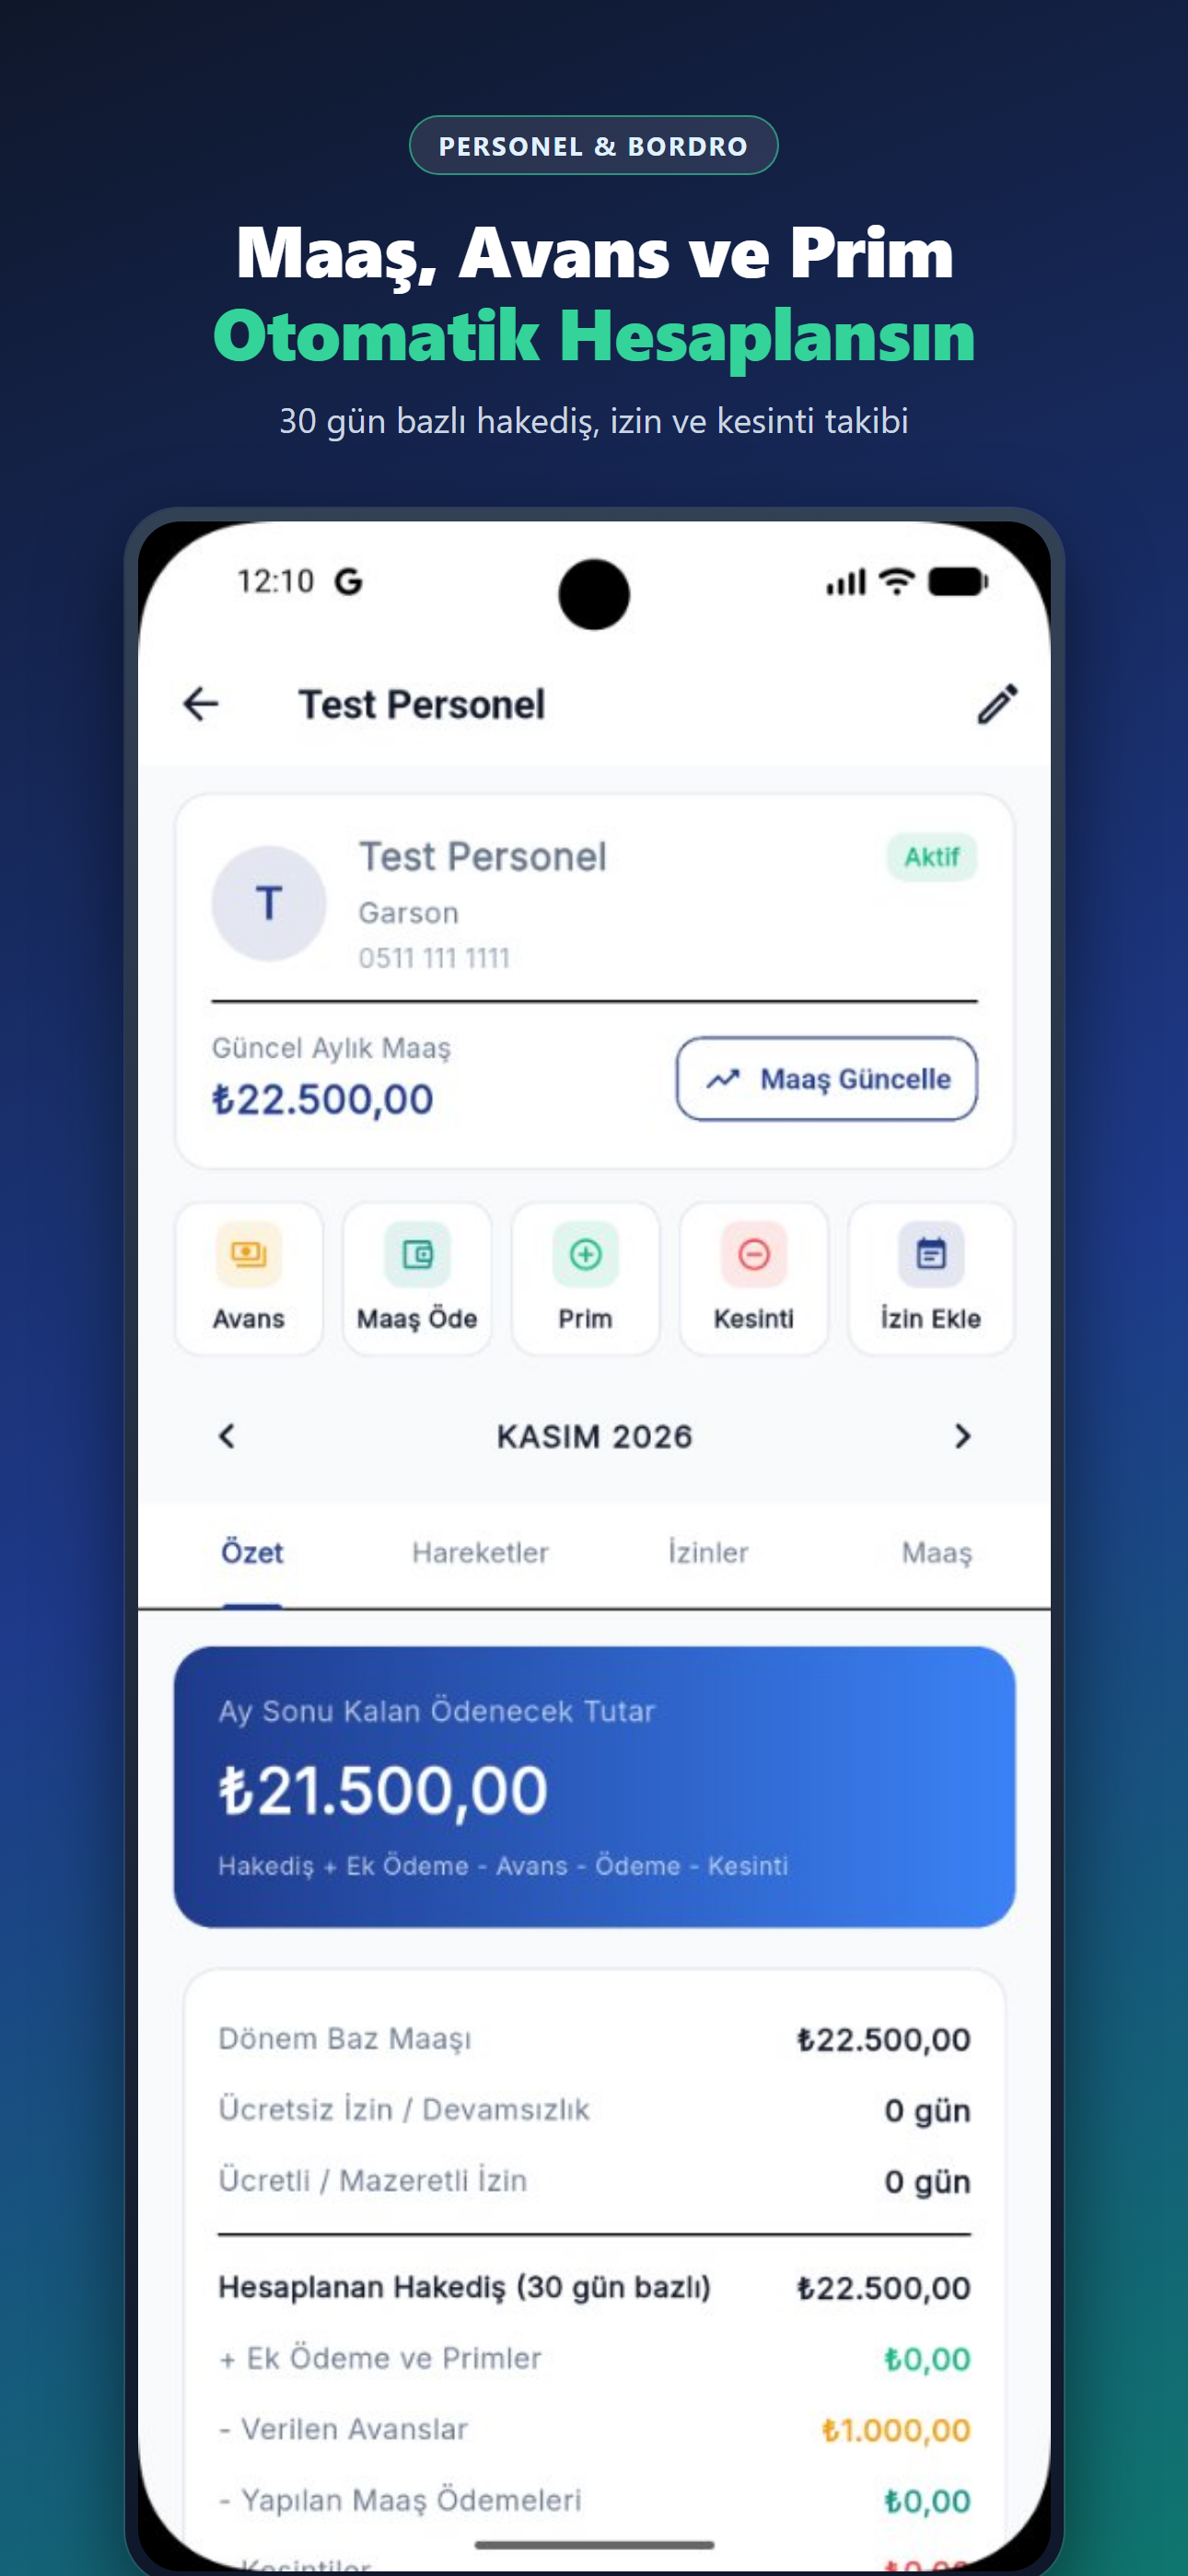 PERSONEL & BORDRO
Maaş, Avans ve Prim
Otomatik Hesaplansın
30 gün bazlı hakediş, izin ve kesinti takibi
12:10 G
Test Personel
T
Test Personel
Aktif
Garson
0511 111 1111
Güncel Aylık Maaş
₺22.500,00
Maaş Güncelle
Avans
Maaş Öde
Prim
Kesinti
İzin Ekle
KASIM 2026
Özet
Hareketler
İzinler
Maaş
Ay Sonu Kalan Ödenecek Tutar
₺21.500,00
Hakediş + Ek Ödeme - Avans - Ödeme - Kesinti
Dönem Baz Maaşı ₺22.500,00
Ücretsiz İzin / Devamsızlık 0 gün
Ücretli / Mazeretli İzin 0 gün
Hesaplanan Hakediş (30 gün bazlı) ₺22.500,00
+ Ek Ödeme ve Primler ₺0,00
- Verilen Avanslar ₺1.000,00
- Yapılan Maaş Ödemeleri ₺0,00